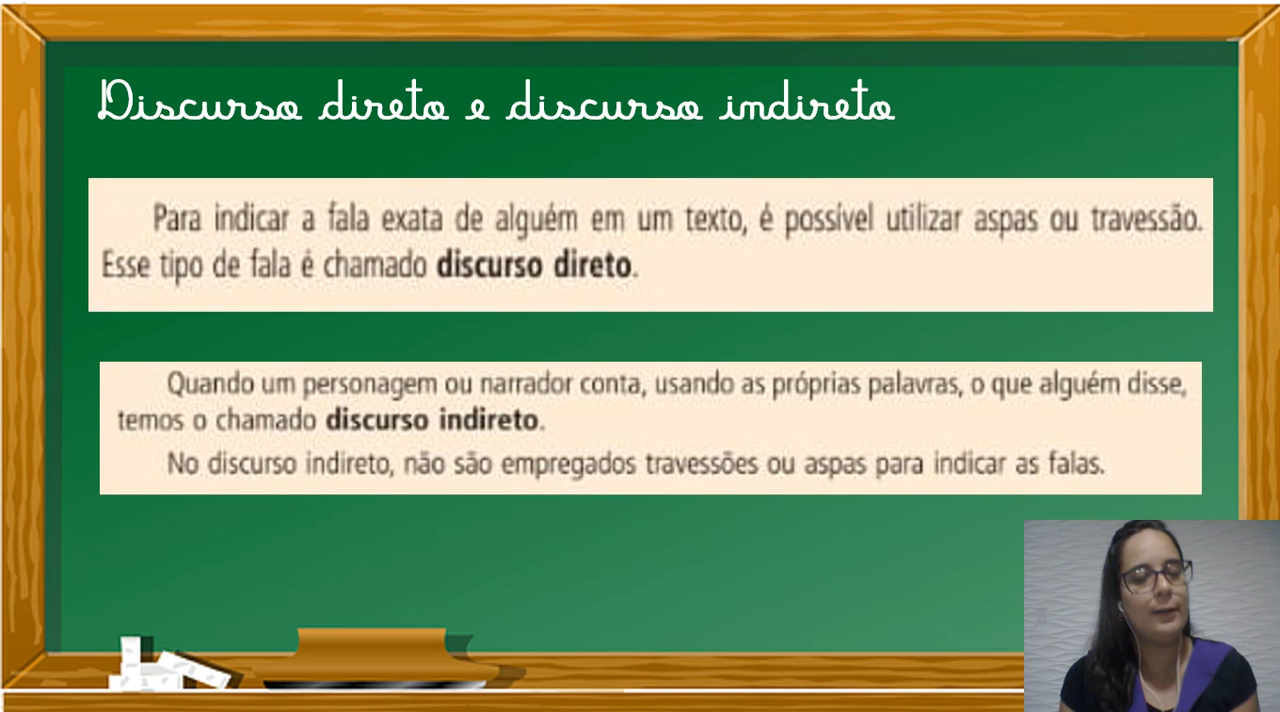 Discurso direto e discurso indireto
Para indicar a fala exata de alguém em um texto, é possível utilizar aspas ou travessão.
Esse tipo de fala é chamado discurso direto.
Quando um personagem ou narrador conta, usando as próprias palavras, o que alguém disse,
temos o chamado discurso indireto.
No discurso indireto, não são empregados travessões ou aspas para indicar as falas.